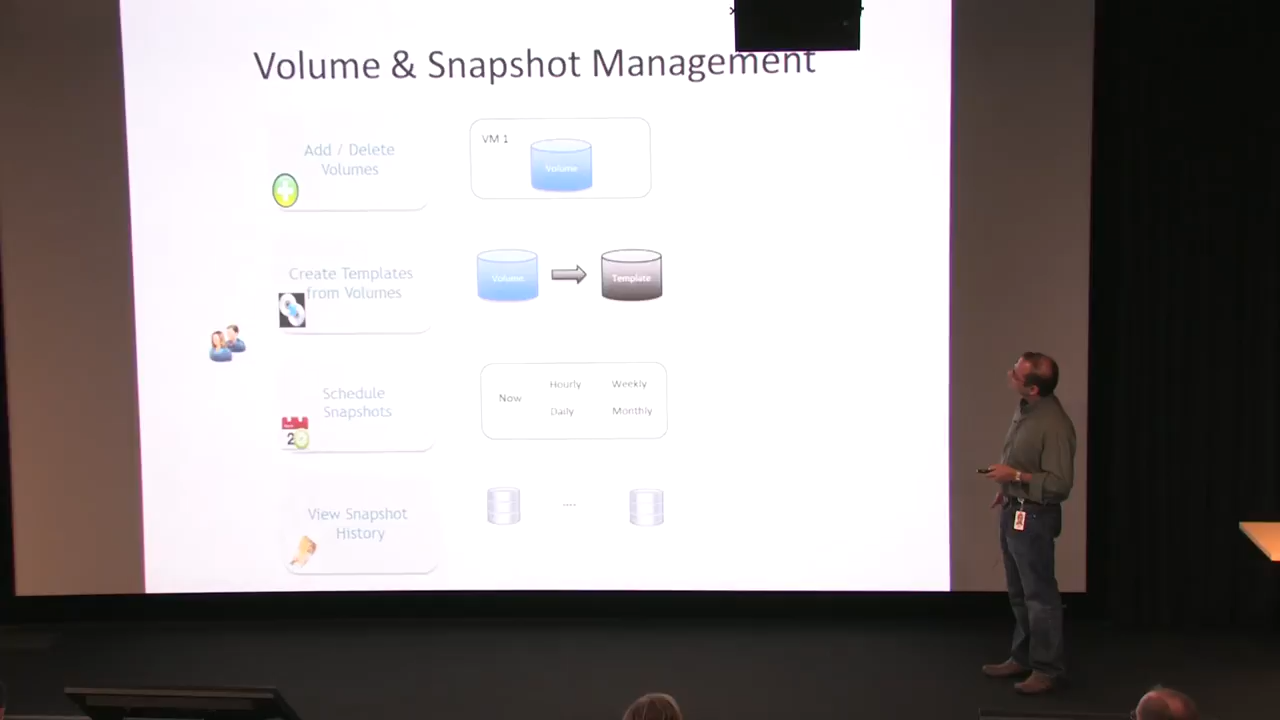 Volume & Snapshot Management
Add / Delete
Volumes
VM 1
Volume
Create Templates
from Volumes
Volume
Template
Schedule
Snapshots
Now
Hourly
Weekly
Daily
Monthly
2
View Snapshot
History
....